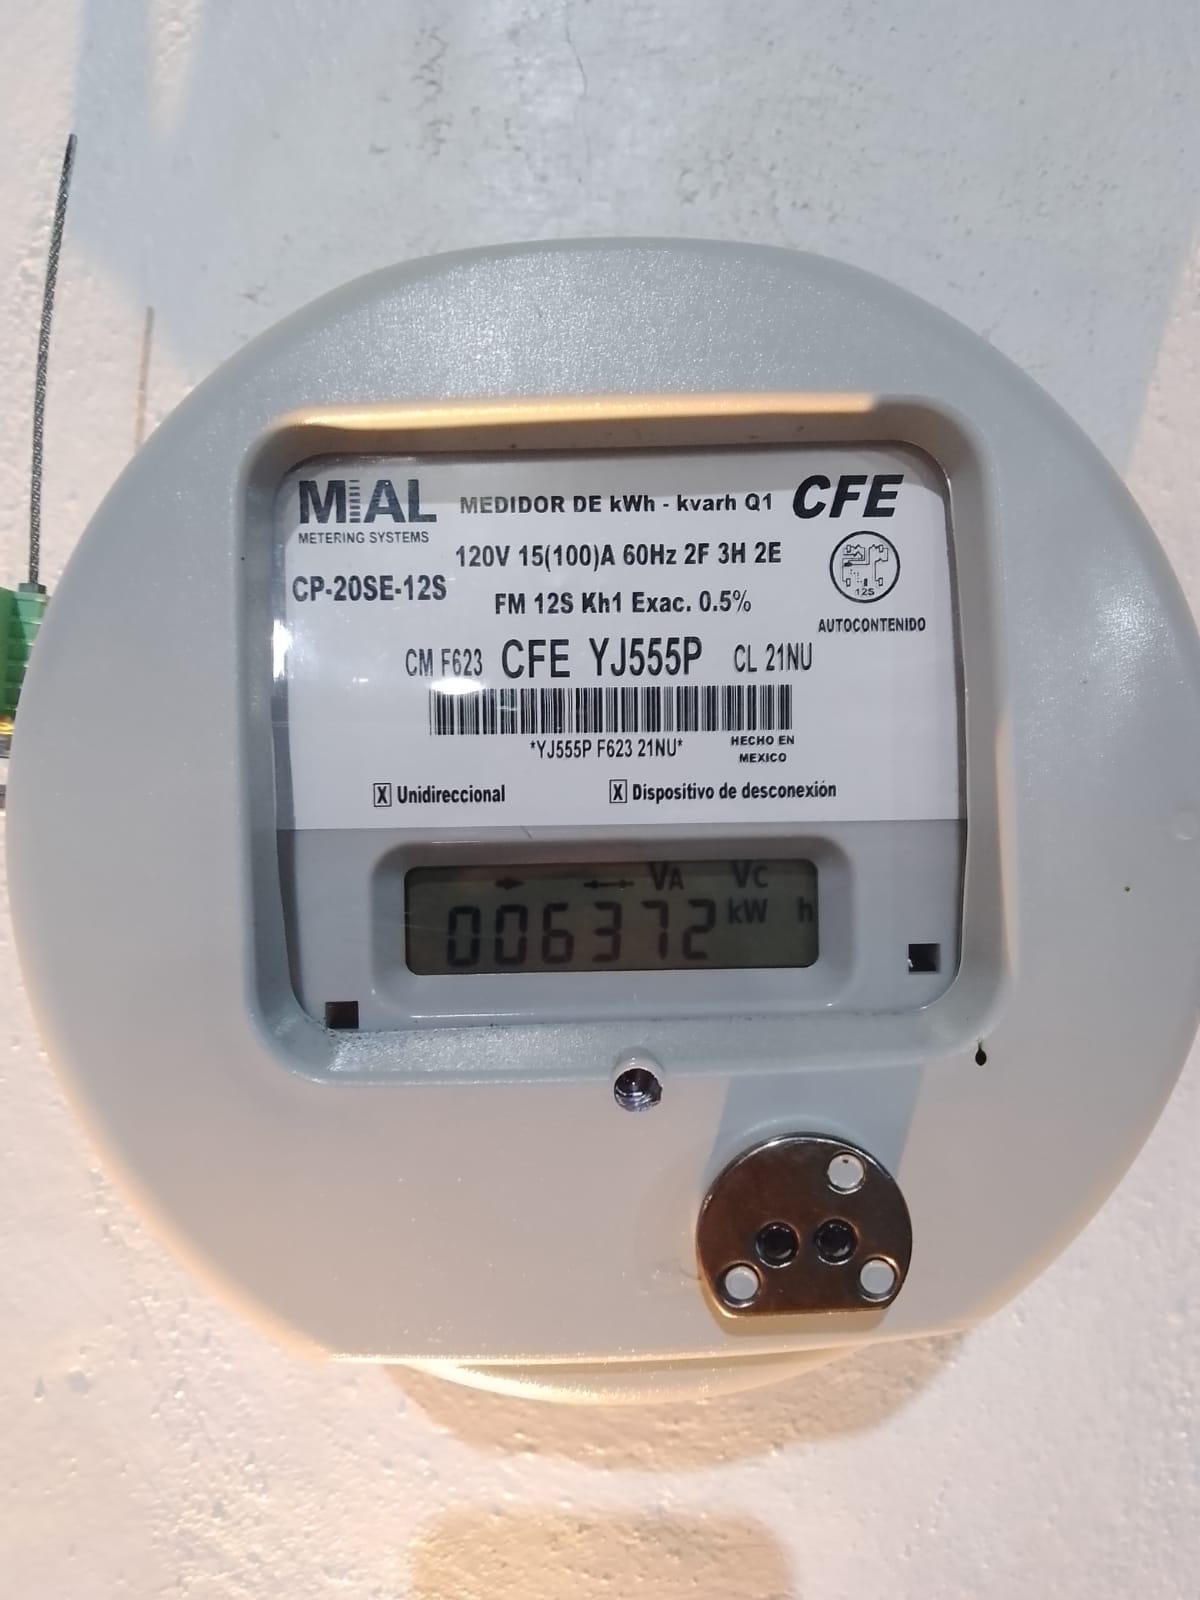 MIAL MEDIDOR DE kWh - kvarh Q1 CFE
METERING SYSTEMS
120V 15(100)A 60Hz 2F 3H 2E
CP-20SE-12S
FM 12S Kh1 Exac. 0.5%
12S
AUTOCONTENIDO
CM F623 CFE YJ555P CL 21NU
*YJ555P F623 21NU*
HECHO EN
MEXICO
X Unidireccional X Dispositivo de desconexión
VA VC
006372 kW h